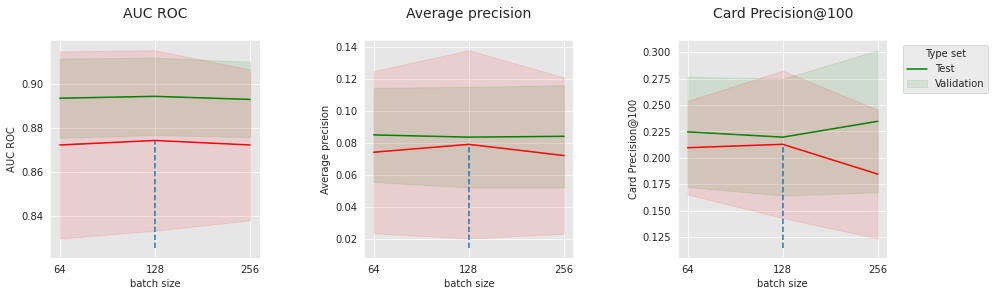 AUC ROC
Average precision
Card Precision@100
AUC ROC
0.90
0.88
0.86
0.84
64
128
256
batch size
Average precision
0.14
0.12
0.10
0.08
0.06
0.04
0.02
64
128
256
batch size
Card Precision@100
0.300
0.275
0.250
0.225
0.200
0.175
0.150
0.125
64
128
256
batch size
Type set
Test
Validation